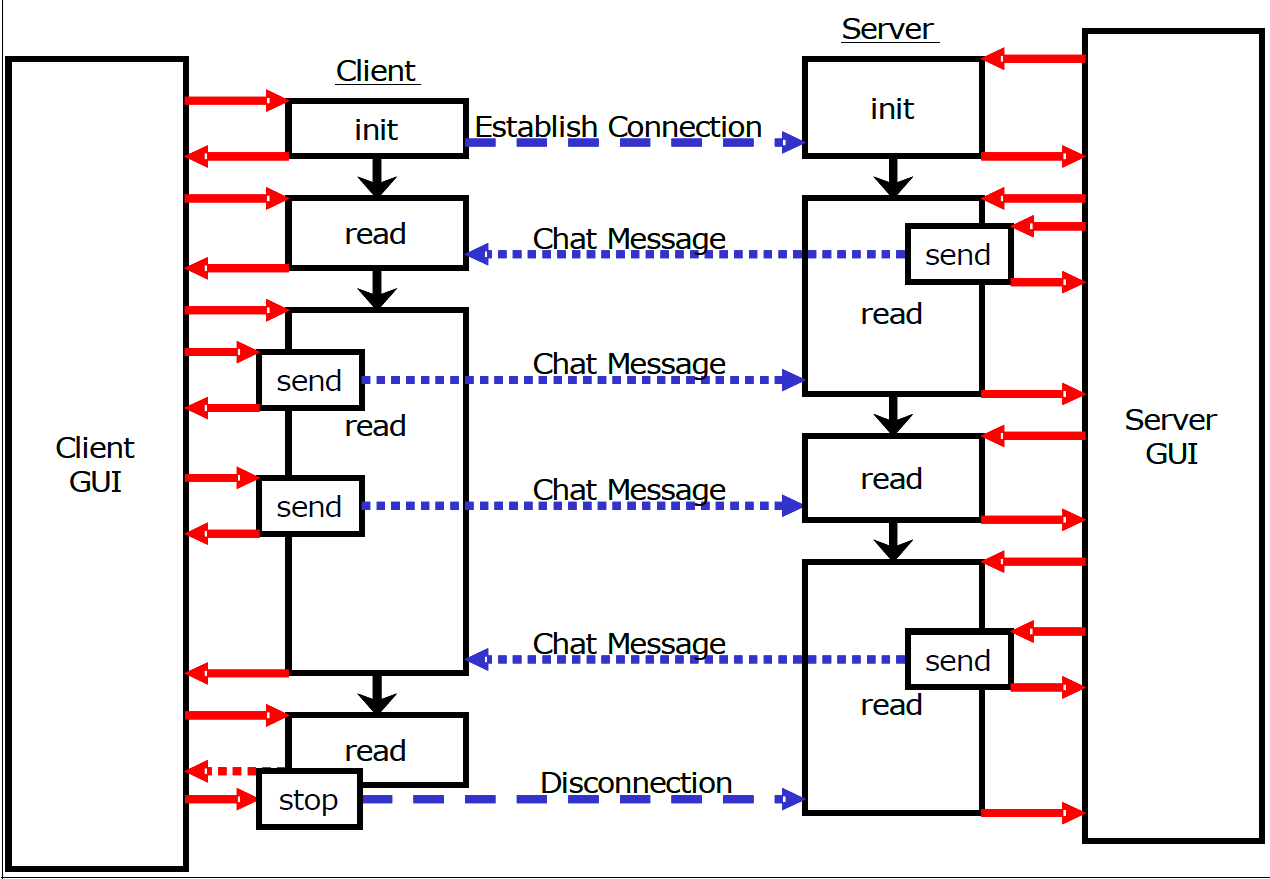 Server
Client
init
init
Establish Connection
read
Chat Message
send
read
Chat Message
send
read
Client
GUI
Server
GUI
Chat Message
send
read
Chat Message
send
read
read
Disconnection
stop